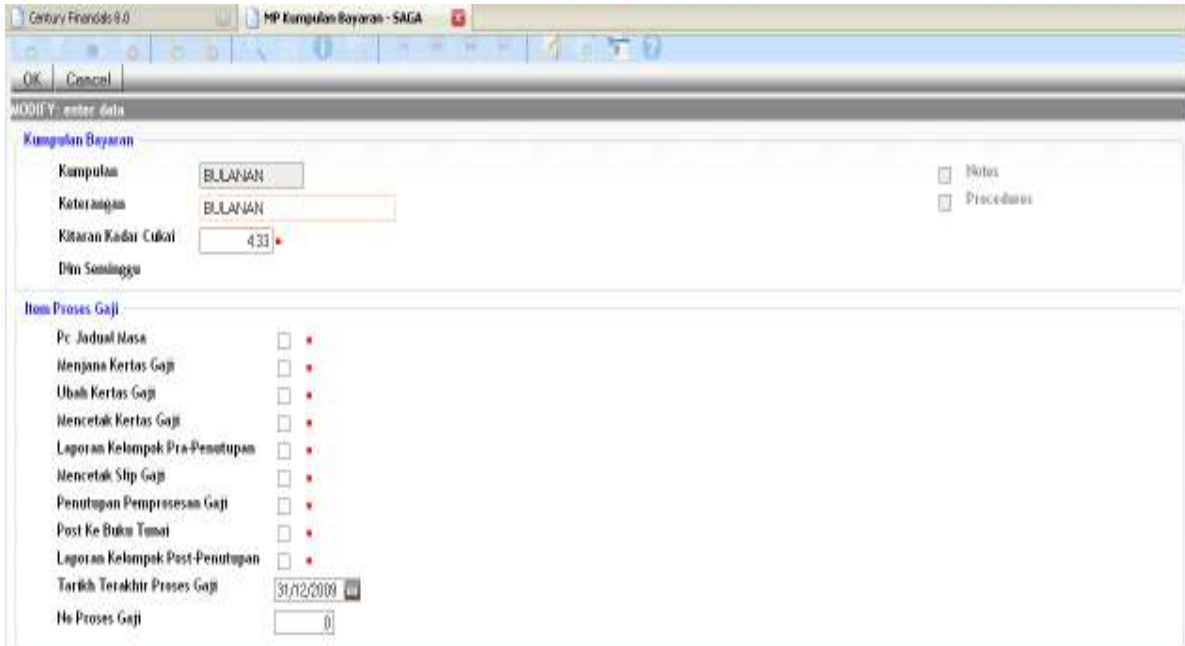 Century Financials 8.0
MP Kumpulan Bayaran - SAGA
OK Cancel
MODIFY: enter data
Kumpulan Bayaran
Kumpulan BULANAN Notes
Keterangan BULANAN Procedures
Kitaran Kadar Cukai 4.33
Dlm Seminggu
Item Proses Gaji
Pc Jadual Masa
Menjana Kertas Gaji
Ubah Kertas Gaji
Mencetak Kertas Gaji
Laporan Kelompok Pra-Penutupan
Mencetak Slip Gaji
Penutupan Pemprosesan Gaji
Post Ke Buku Tunai
Laporan Kelompok Post-Penutupan
Tarikh Terakhir Proses Gaji 31/12/2009
No Proses Gaji 0